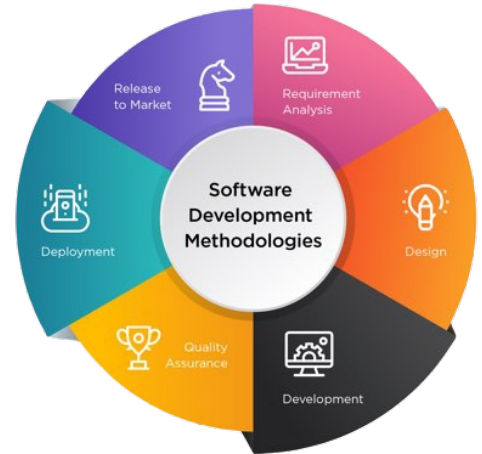 Software
Development
Methodologies
Requirement
Analysis
Design
Development
Quality
Assurance
Deployment
Release
to Market